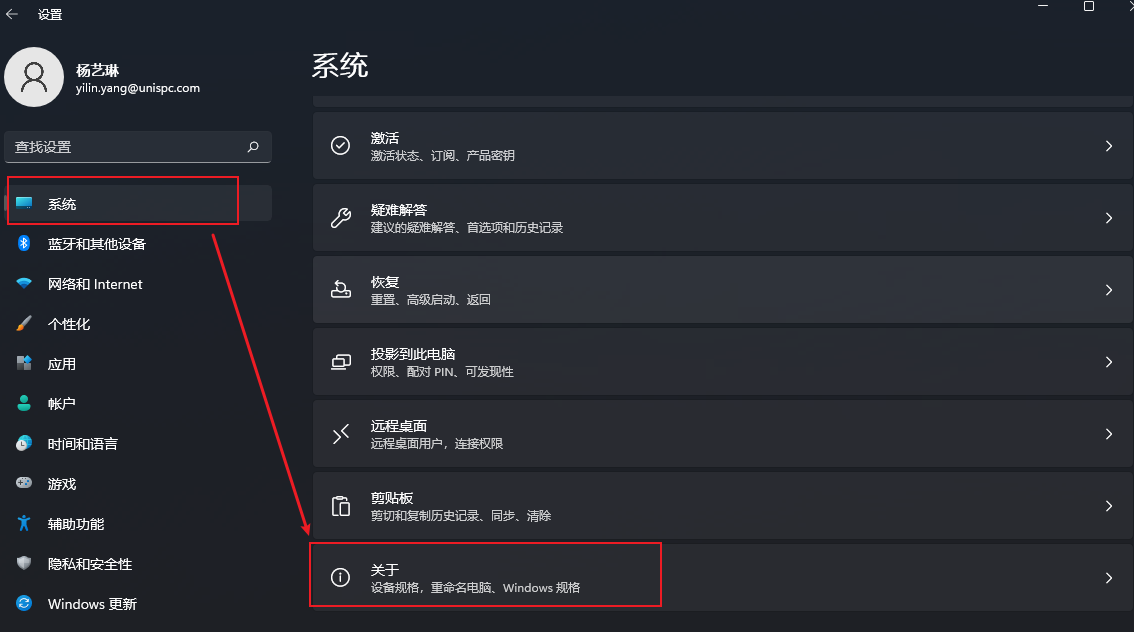 设置
杨艺琳
yilin.yang@unispc.com
查找设置
系统
蓝牙和其他设备
网络和 Internet
个性化
应用
帐户
时间和语言
游戏
辅助功能
隐私和安全性
Windows 更新
系统
激活
激活状态、订阅、产品密钥
疑难解答
建议的疑难解答、首选项和历史记录
恢复
重置、高级启动、返回
投影到此电脑
权限、配对 PIN、可发现性
远程桌面
远程桌面用户，连接权限
剪贴板
剪切和复制历史记录、同步、清除
关于
设备规格，重命名电脑、Windows 规格